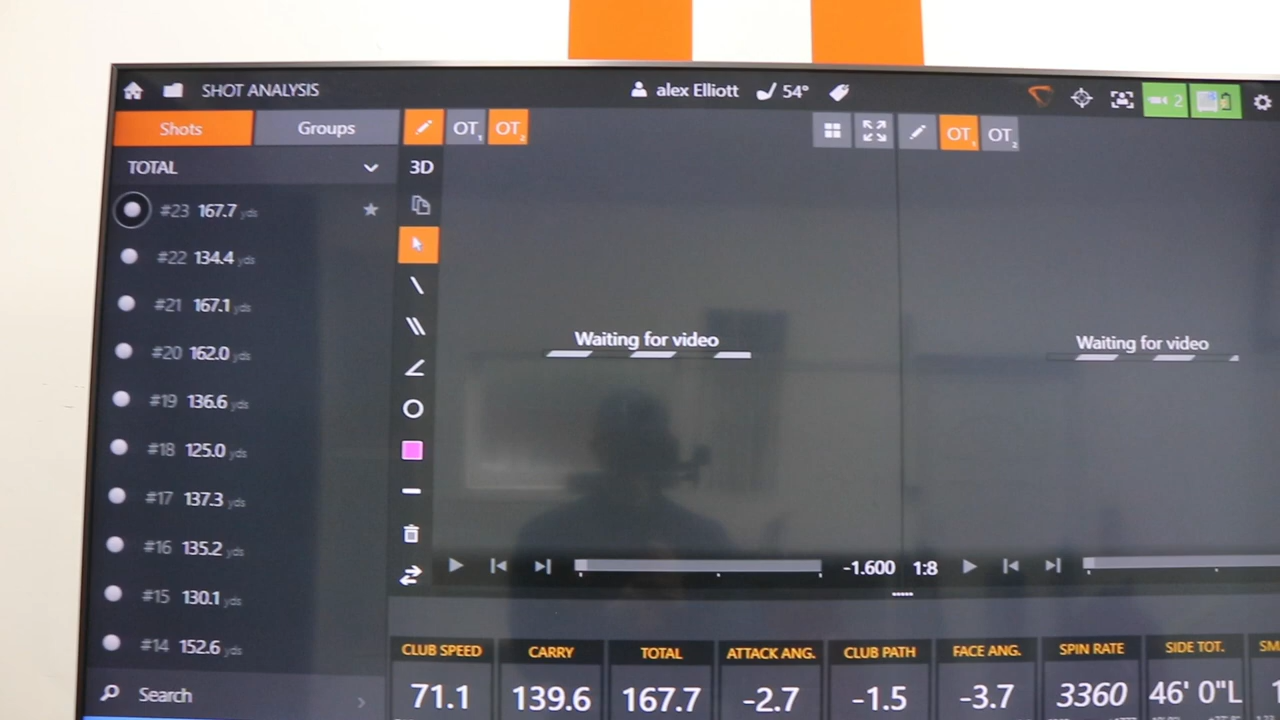 SHOT ANALYSIS
alex Elliott
54°
2
Shots
Groups
OT1
OT2
OT1
OT2
TOTAL
3D
#23 167.7 yds
#22 134.4 yds
#21 167.1 yds
#20 162.0 yds
#19 136.6 yds
#18 125.0 yds
#17 137.3 yds
#16 135.2 yds
#15 130.1 yds
#14 152.6 yds
Search
Waiting for video
Waiting for video
-1.600
1:8
CLUB SPEED
CARRY
TOTAL
ATTACK ANG.
CLUB PATH
FACE ANG.
SPIN RATE
SIDE TOT.
71.1
139.6
167.7
-2.7
-1.5
-3.7
3360
46' 0"L